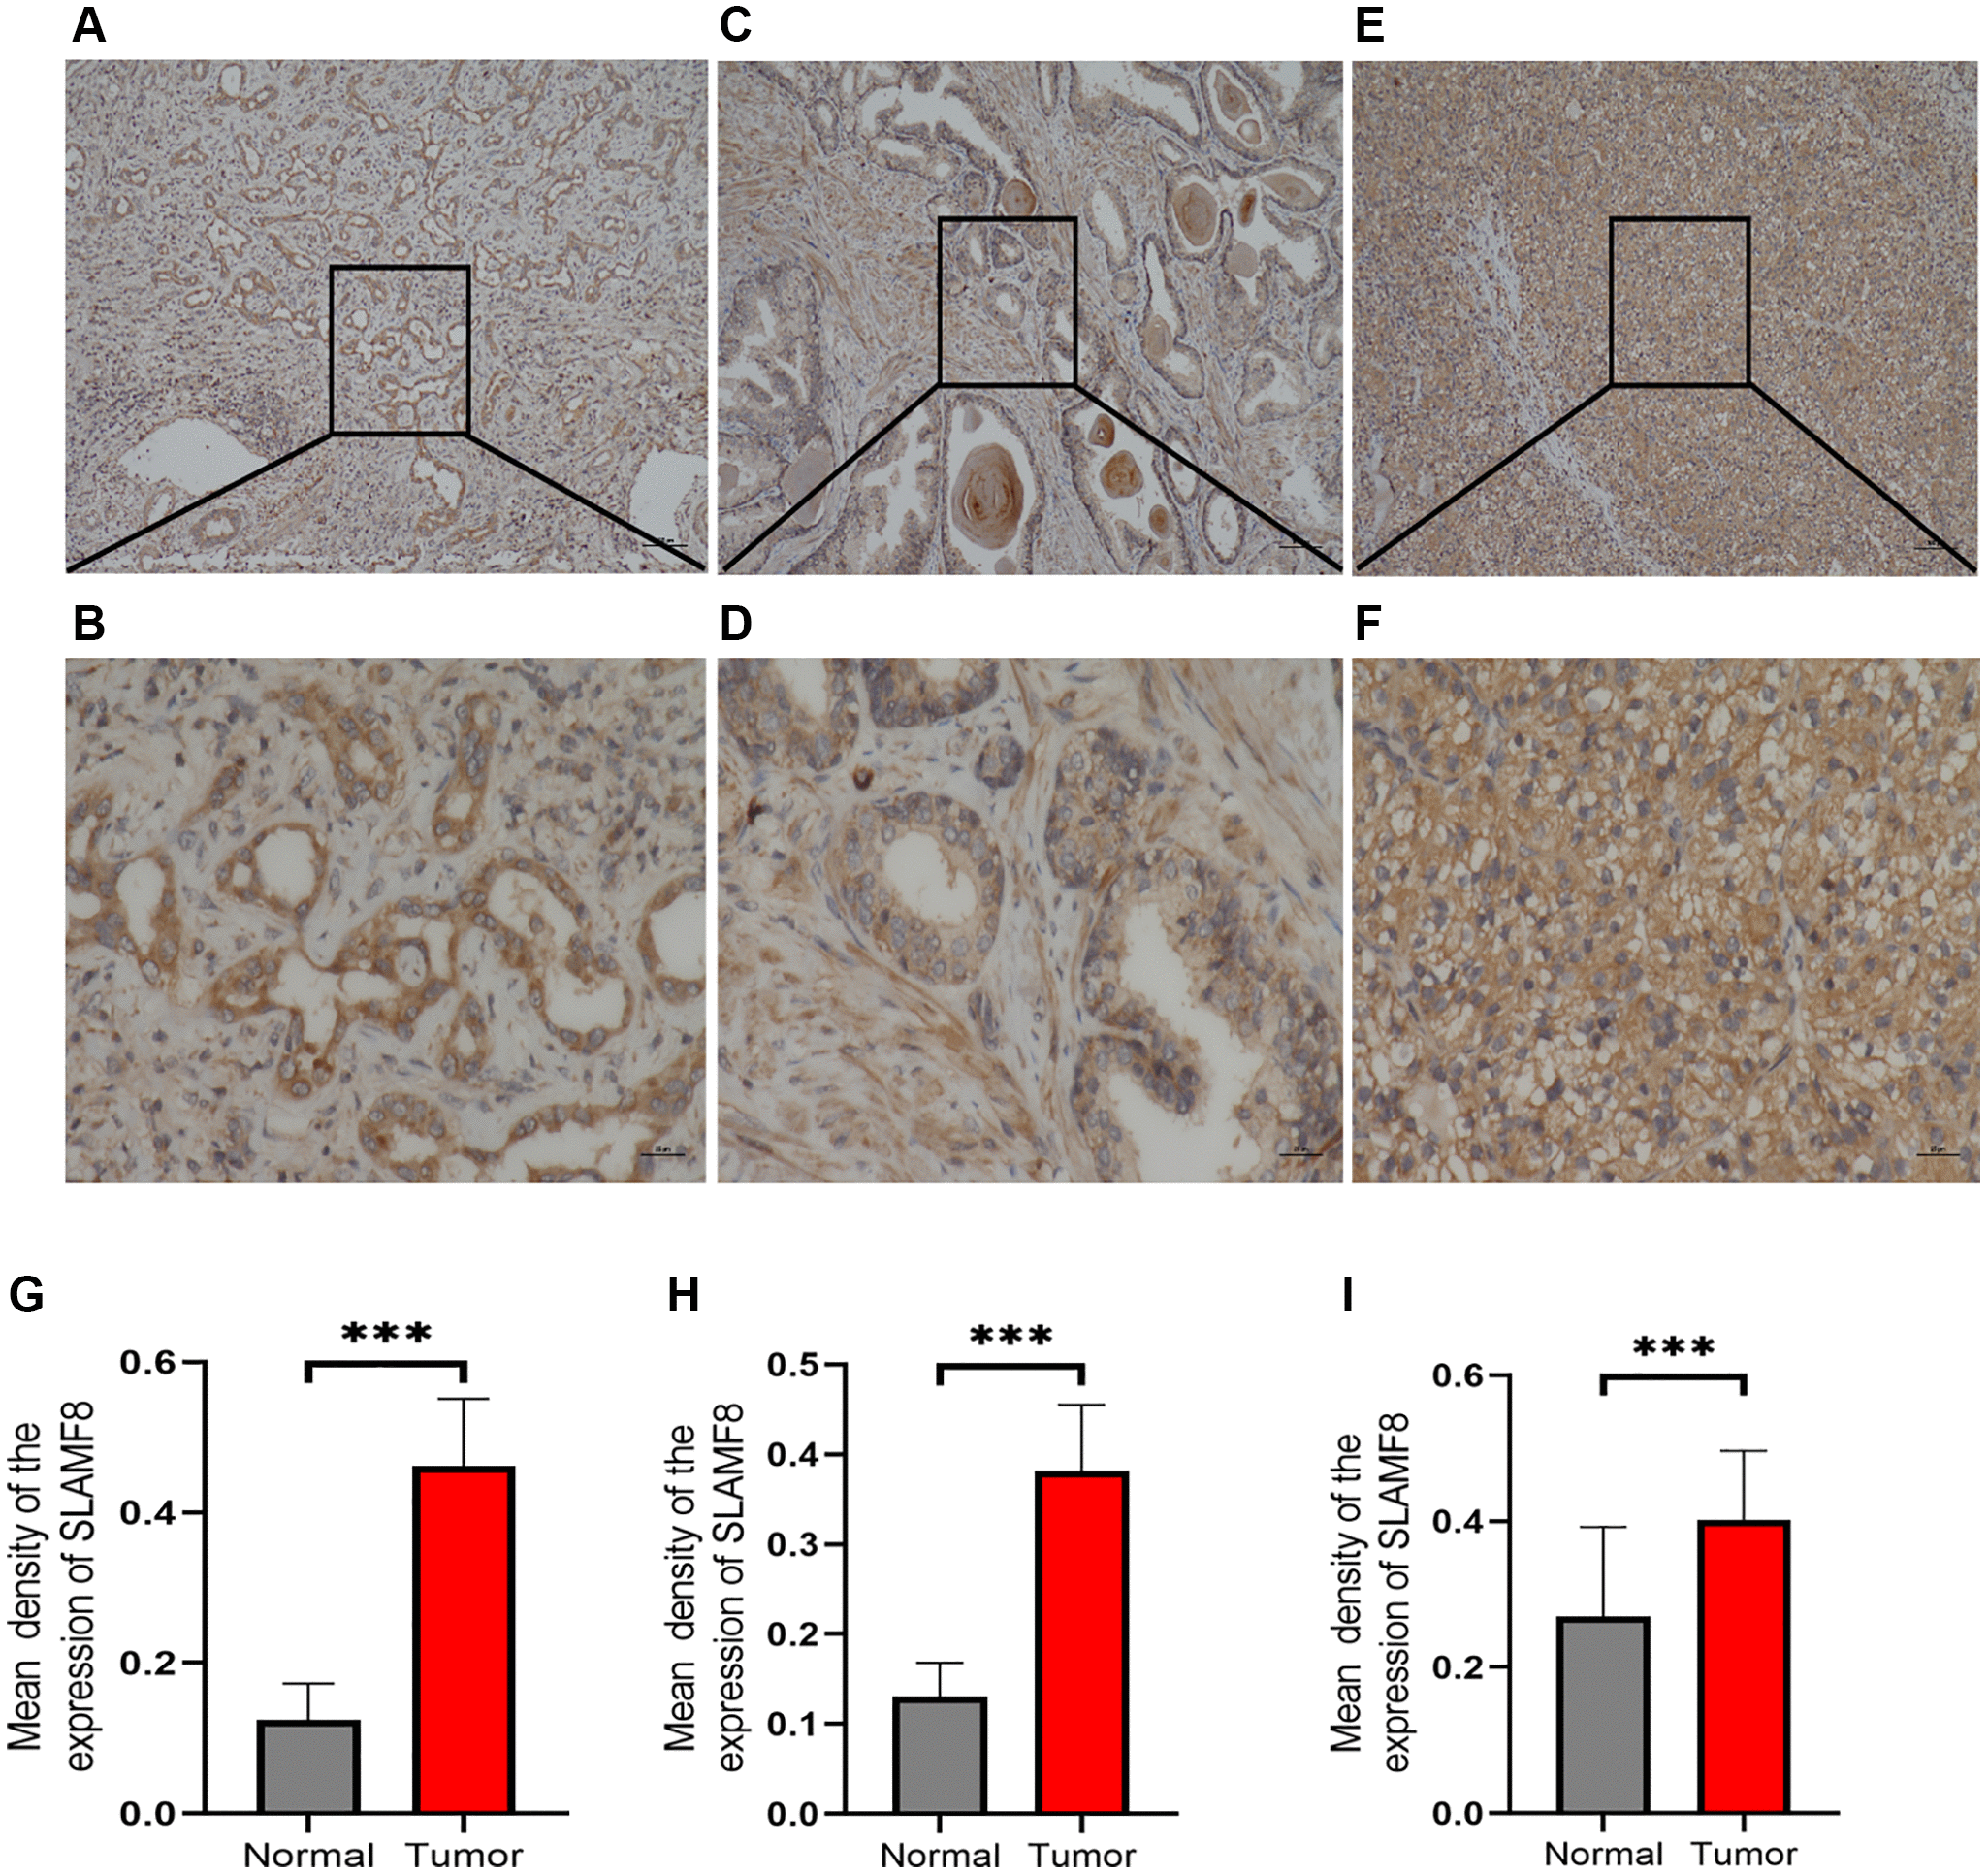 A
C
E
B
D
F
G
H
I
***
Mean density of the
expression of SLAMF8
0.6
0.4
0.2
0.0
Normal
Tumor
***
Mean density of the
expression of SLAMF8
0.5
0.4
0.3
0.2
0.1
0.0
Normal
Tumor
***
Mean density of the
expression of SLAMF8
0.6
0.4
0.2
0.0
Normal
Tumor